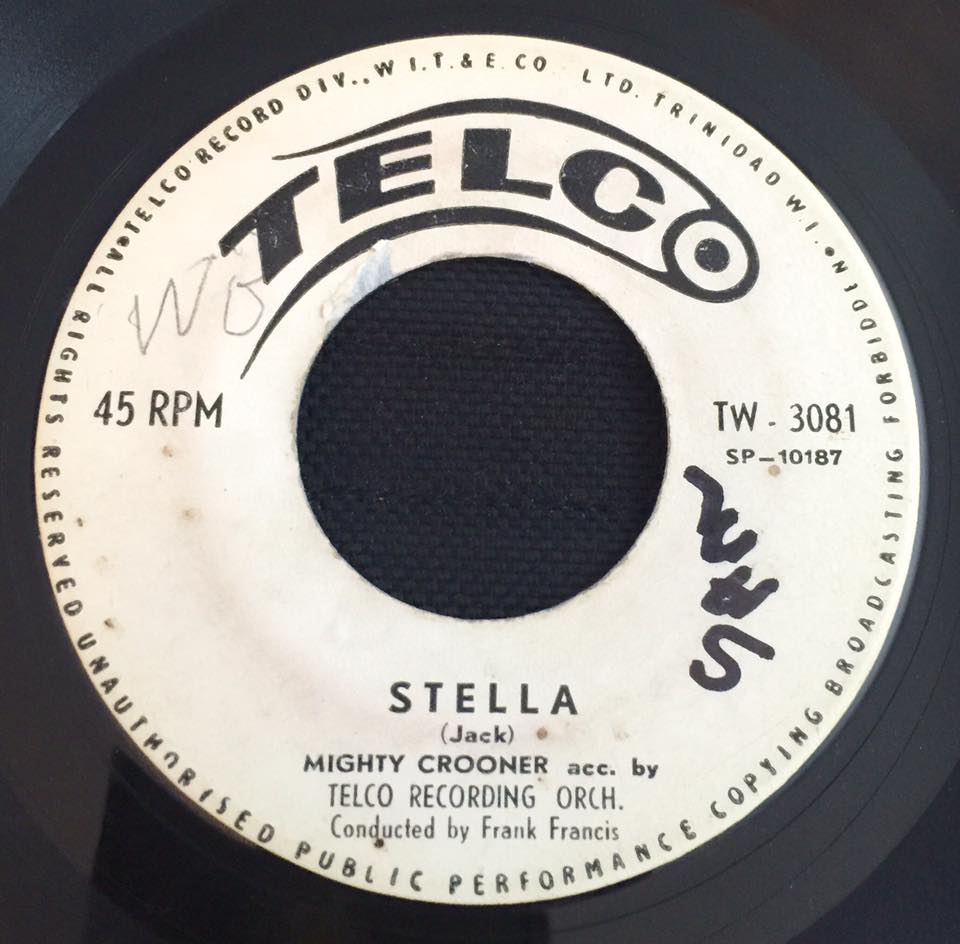 TELCO RECORD DIV.. W I.T.& E. CO LTD. TRINIDAD W.I.
TELCO
WB
45 RPM
TW - 3081
SP-10187
STELLA
(Jack)
MIGHTY CROONER acc. by
TELCO RECORDING ORCH.
Conducted by Frank Francis
ALL RIGHTS RESERVED UNAUTHORISED PUBLIC PERFORMANCE COPYING BROADCASTING FORBIDDEN